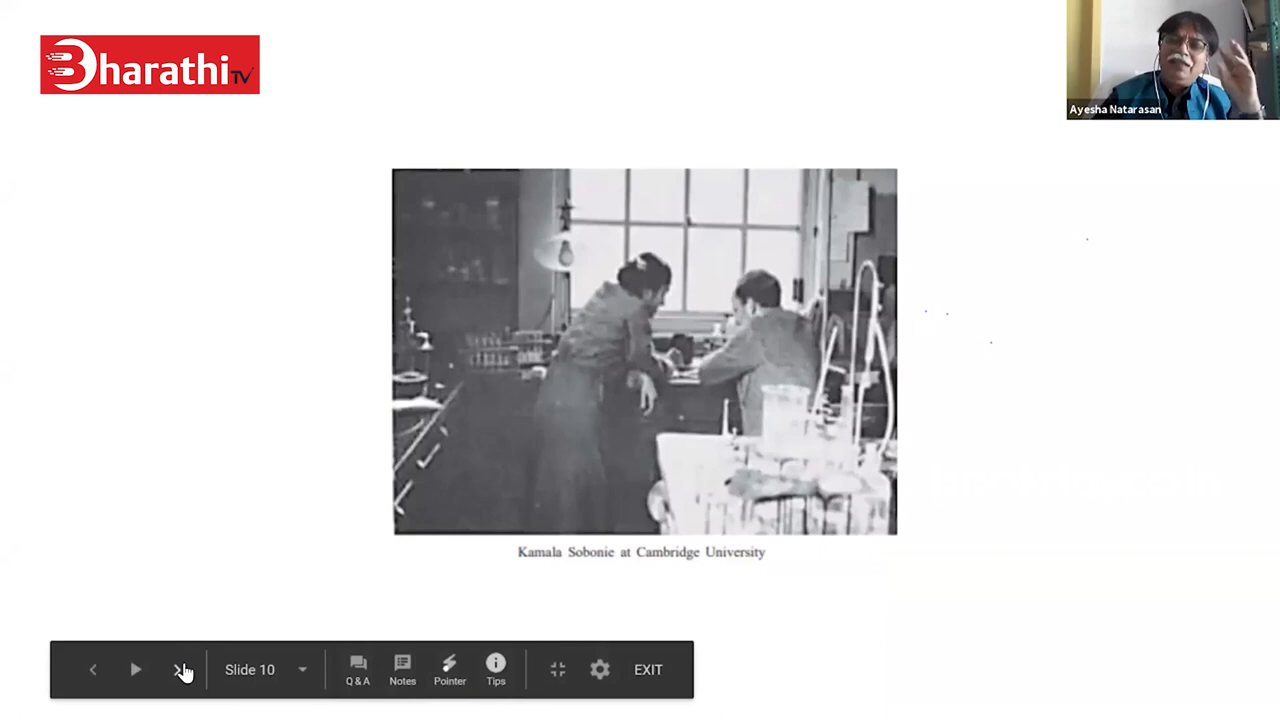 Bharathi TV
Ayesha Natarasan
Kamala Sobonie at Cambridge University
Slide 10
Q & A
Notes
Pointer
Tips
EXIT